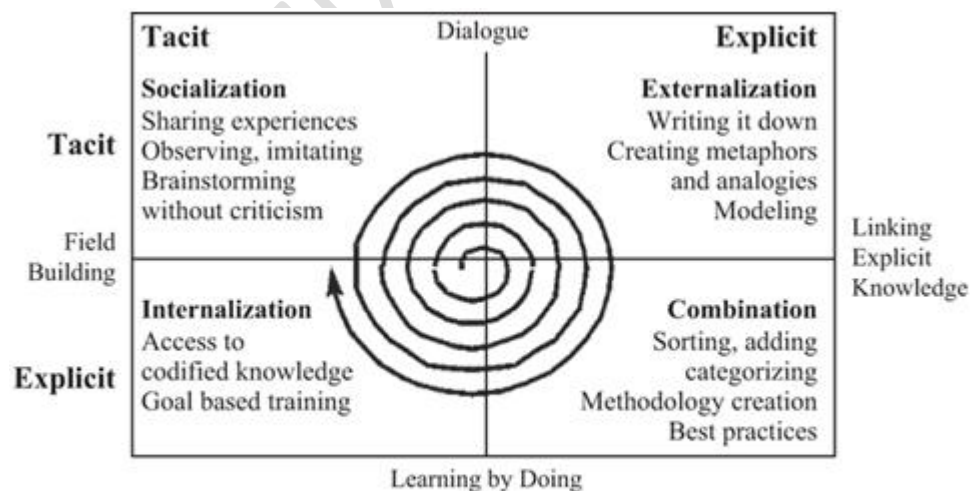 Tacit
Dialogue
Explicit
Tacit
Socialization
Sharing experiences
Observing, imitating
Brainstorming
without criticism
Externalization
Writing it down
Creating metaphors
and analogies
Modeling
Field
Building
Linking
Explicit
Knowledge
Explicit
Internalization
Access to
codified knowledge
Goal based training
Combination
Sorting, adding
categorizing
Methodology creation
Best practices
Learning by Doing